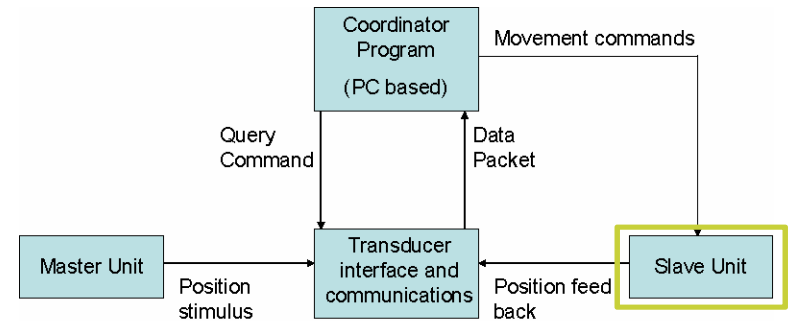 Coordinator
Program
(PC based)
Movement commands
Query
Command
Data
Packet
Master Unit
Position
stimulus
Transducer
interface and
communications
Position feed
back
Slave Unit